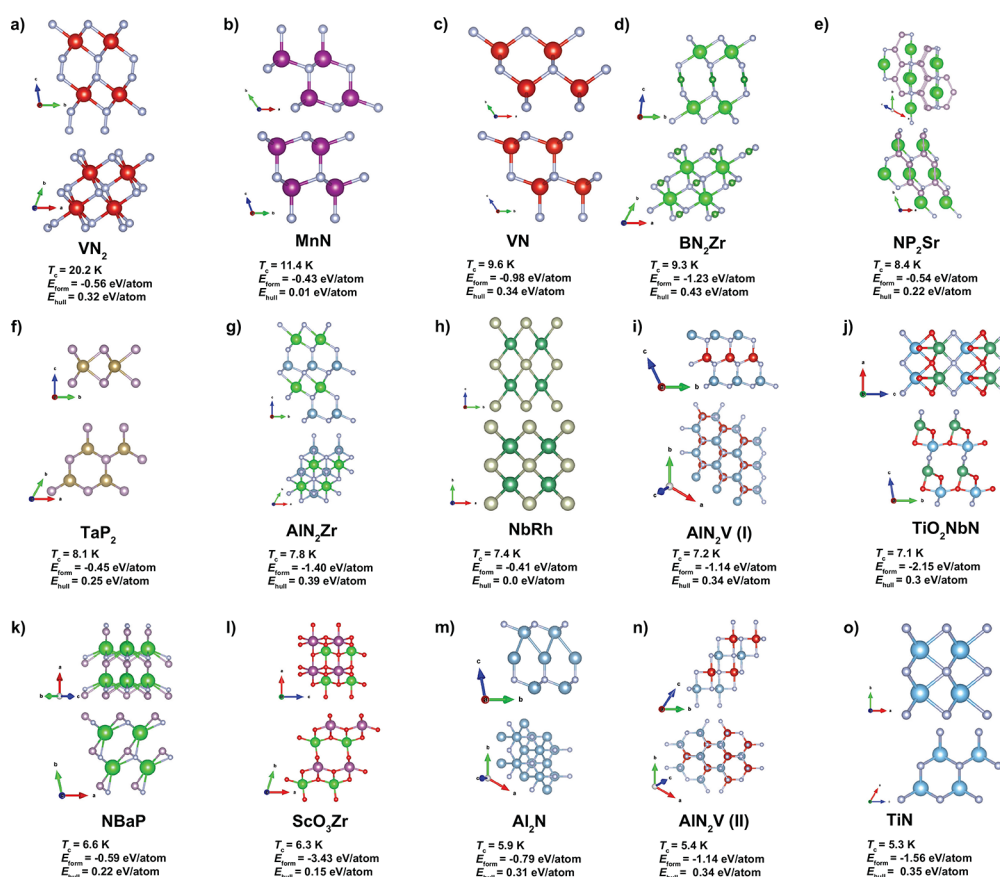 a)
b)
c)
d)
e)
VN2
Tc = 20.2 K
Eform = -0.56 eV/atom
Ehull = 0.32 eV/atom
MnN
Tc = 11.4 K
Eform = -0.43 eV/atom
Ehull = 0.01 eV/atom
VN
Tc = 9.6 K
Eform = -0.98 eV/atom
Ehull = 0.34 eV/atom
BN2Zr
Tc = 9.3 K
Eform = -1.23 eV/atom
Ehull = 0.43 eV/atom
NP2Sr
Tc = 8.4 K
Eform = -0.54 eV/atom
Ehull = 0.22 eV/atom
f)
g)
h)
i)
j)
TaP2
Tc = 8.1 K
Eform = -0.45 eV/atom
Ehull = 0.25 eV/atom
AlN2Zr
Tc = 7.8 K
Eform = -1.40 eV/atom
Ehull = 0.39 eV/atom
NbRh
Tc = 7.4 K
Eform = -0.41 eV/atom
Ehull = 0.0 eV/atom
AlN2V (I)
Tc = 7.2 K
Eform = -1.14 eV/atom
Ehull = 0.34 eV/atom
TiO2NbN
Tc = 7.1 K
Eform = -2.15 eV/atom
Ehull = 0.3 eV/atom
k)
l)
m)
n)
o)
NBaP
Tc = 6.6 K
Eform = -0.59 eV/atom
Ehull = 0.22 eV/atom
ScO3Zr
Tc = 6.3 K
Eform = -3.43 eV/atom
Ehull = 0.15 eV/atom
Al2N
Tc = 5.9 K
Eform = -0.79 eV/atom
Ehull = 0.31 eV/atom
AlN2V (II)
Tc = 5.4 K
Eform = -1.14 eV/atom
Ehull = 0.34 eV/atom
TiN
Tc = 5.3 K
Eform = -1.56 eV/atom
Ehull = 0.35 eV/atom